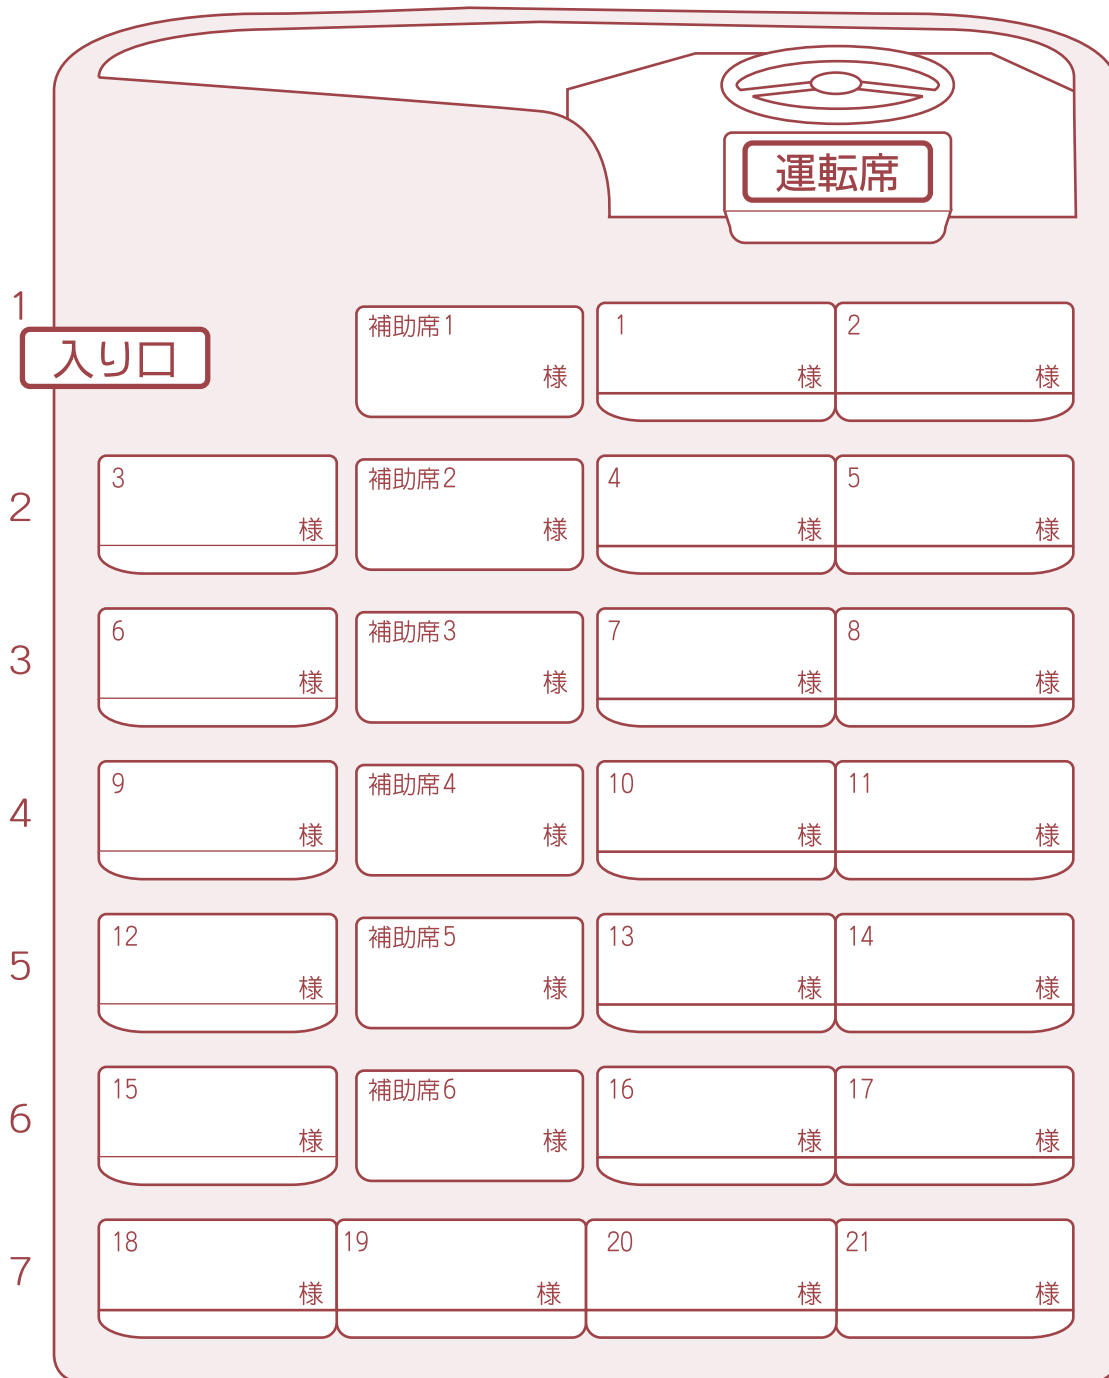 運転席
1
入り口
補助席1 様
1 様
2 様
2
3 様
補助席2 様
4 様
5 様
3
6 様
補助席3 様
7 様
8 様
4
9 様
補助席4 様
10 様
11 様
5
12 様
補助席5 様
13 様
14 様
6
15 様
補助席6 様
16 様
17 様
7
18 様
19 様
20 様
21 様